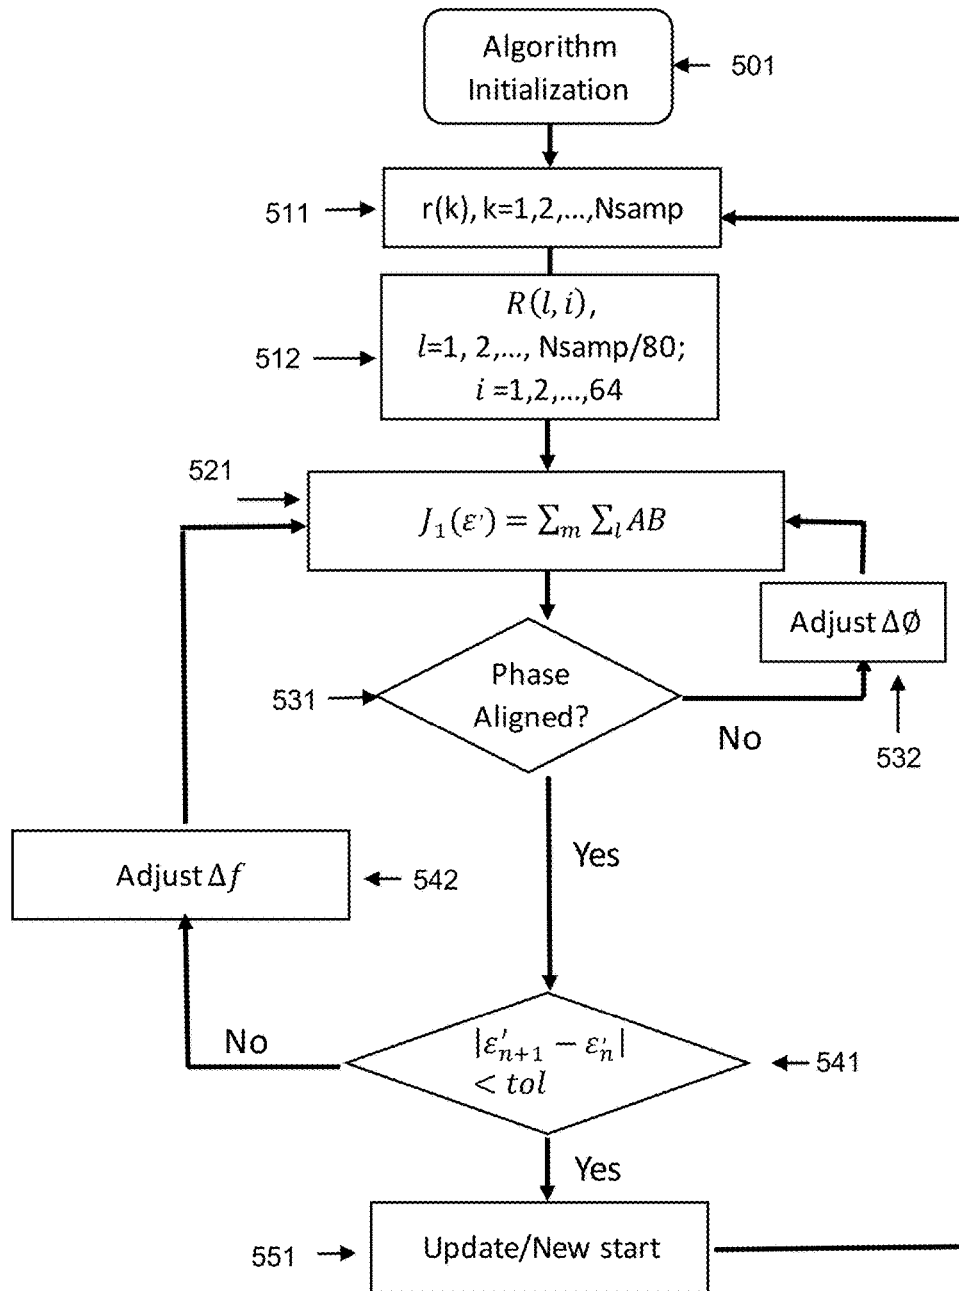 Algorithm
Initialization
501
511
r(k), k=1,2,...,Nsamp
512
R(l, i),
l=1, 2,..., Nsamp/80;
i =1,2,...,64
521
J₁(ε') = ∑ₘ ∑ₗ AB
Adjust Δ∅
532
531
Phase
Aligned?
No
Yes
Adjust Δf
542
No
|ε′ₙ₊₁ − ε′ₙ|
< tol
541
Yes
551
Update/New start